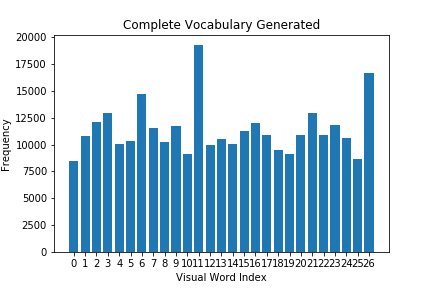 Complete Vocabulary Generated
20000
17500
15000
12500
10000
7500
5000
2500
0
Frequency
0 1 2 3 4 5 6 7 8 9 10 11 12 13 14 15 16 17 18 19 20 21 22 23 24 25 26
Visual Word Index